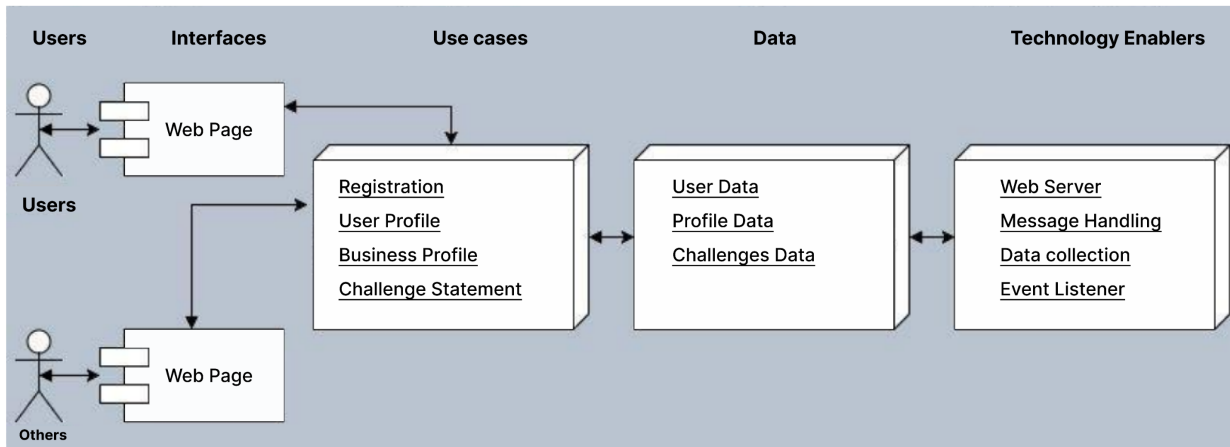 Users
Interfaces
Use cases
Data
Technology Enablers
Web Page
Users
Registration
User Profile
Business Profile
Challenge Statement
User Data
Profile Data
Challenges Data
Web Server
Message Handling
Data collection
Event Listener
Web Page
Others